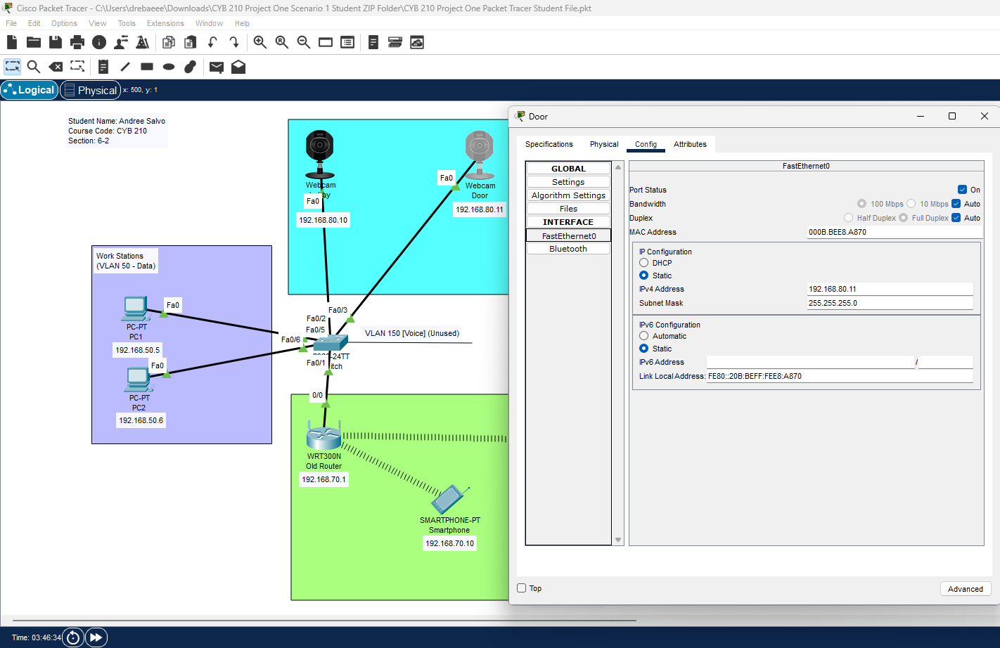 Cisco Packet Tracer - C:\Users\drebaeee\Downloads\CYB 210 Project One Scenario 1 Student ZIP Folder\CYB 210 Project One Packet Tracer Student File.pkt
File Edit Options View Tools Extensions Window Help
Logical
Physical
x: 500, y: 1
Student Name: Andree Salvo
Course Code: CYB 210
Section: 6-2
Webcam
Fa0
192.168.80.10
Fa0
Webcam
Door
192.168.80.11
Work Stations
(VLAN 50 - Data)
Fa0
PC-PT
PC1
192.168.50.5
Fa0
PC-PT
PC2
192.168.50.6
Fa0/3
Fa0/2
Fa0/5
Fa0/6
-24TT
itch
Fa0/1
VLAN 150 [Voice] (Unused)
0/0
WRT300N
Old Router
192.168.70.1
SMARTPHONE-PT
Smartphone
192.168.70.10
Door
Specifications Physical Config Attributes
GLOBAL
Settings
Algorithm Settings
Files
INTERFACE
FastEthernet0
Bluetooth
FastEthernet0
Port Status On
Bandwidth 100 Mbps 10 Mbps Auto
Duplex Half Duplex Full Duplex Auto
MAC Address 000B.BEE8.A870
IP Configuration
DHCP
Static
IPv4 Address 192.168.80.11
Subnet Mask 255.255.255.0
IPv6 Configuration
Automatic
Static
IPv6 Address /
Link Local Address: FE80::20B:BEFF:FEE8:A870
Top
Advanced
Time: 03:46:34